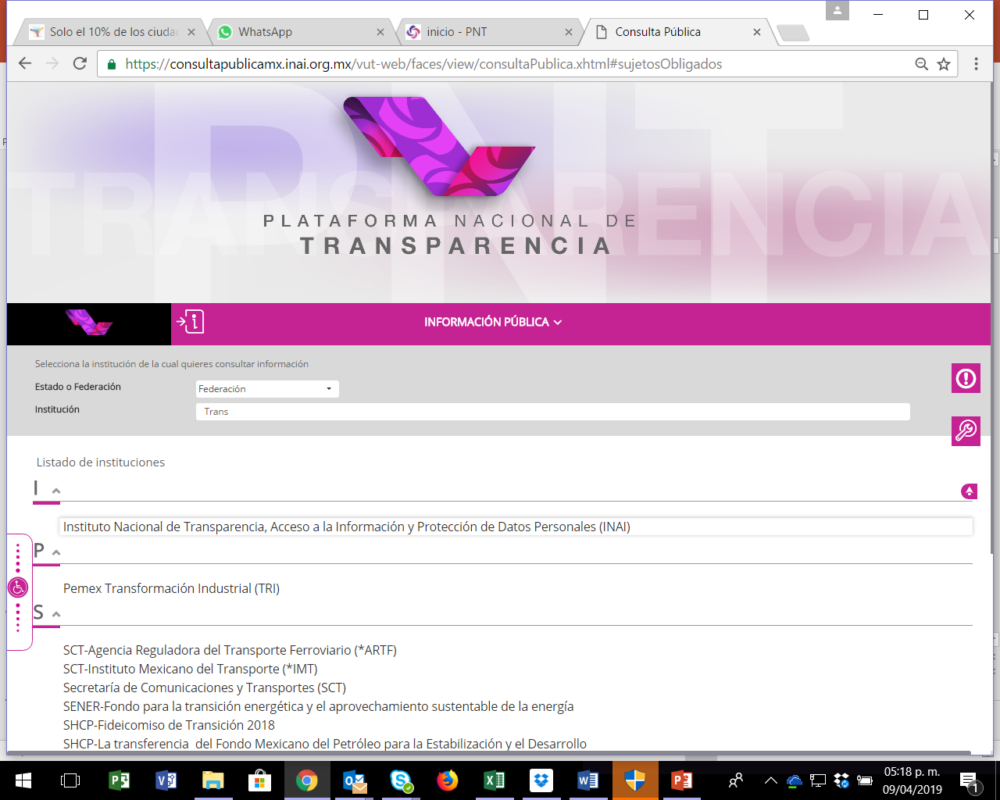 Solo el 10% de los ciudad
WhatsApp
inicio - PNT
Consulta Pública
https://consultapublicamx.inai.org.mx/vut-web/faces/view/consultaPublica.xhtml#sujetosObligados
PNT
TRANSPARENCIA
PLATAFORMA NACIONAL DE
TRANSPARENCIA
INFORMACIÓN PÚBLICA
Selecciona la institución de la cual quieres consultar información
Estado o Federación
Federación
Institución
Trans
Listado de instituciones
I
Instituto Nacional de Transparencia, Acceso a la Información y Protección de Datos Personales (INAI)
P
Pemex Transformación Industrial (TRI)
S
SCT-Agencia Reguladora del Transporte Ferroviario (*ARTF)
SCT-Instituto Mexicano del Transporte (*IMT)
Secretaría de Comunicaciones y Transportes (SCT)
SENER-Fondo para la transición energética y el aprovechamiento sustentable de la energía
SHCP-Fideicomiso de Transición 2018
SHCP-La transferencia  del Fondo Mexicano del Petróleo para la Estabilización y el Desarrollo
05:18 p. m.
09/04/2019
1